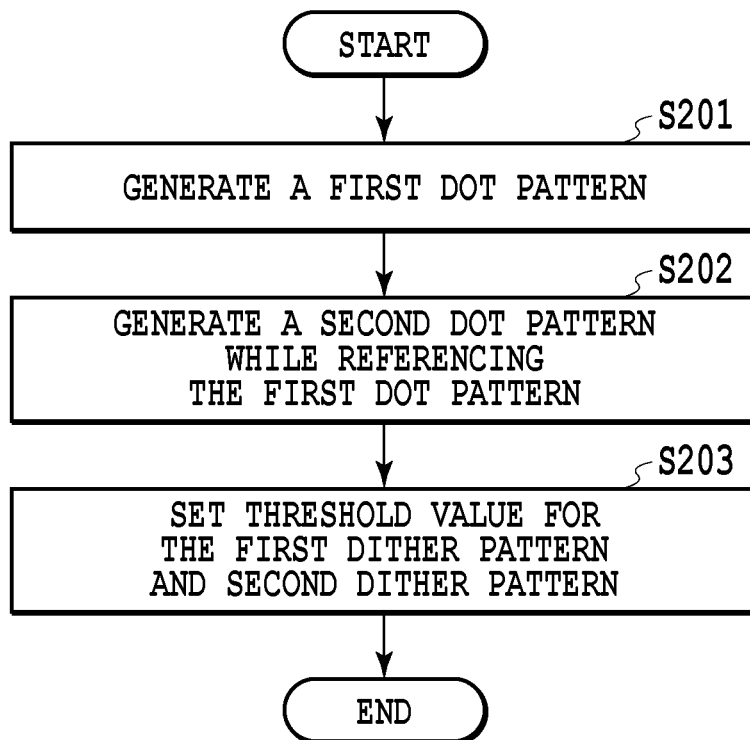 START
S201
GENERATE A FIRST DOT PATTERN
S202
GENERATE A SECOND DOT PATTERN
WHILE REFERENCING
THE FIRST DOT PATTERN
S203
SET THRESHOLD VALUE FOR
THE FIRST DITHER PATTERN
AND SECOND DITHER PATTERN
END